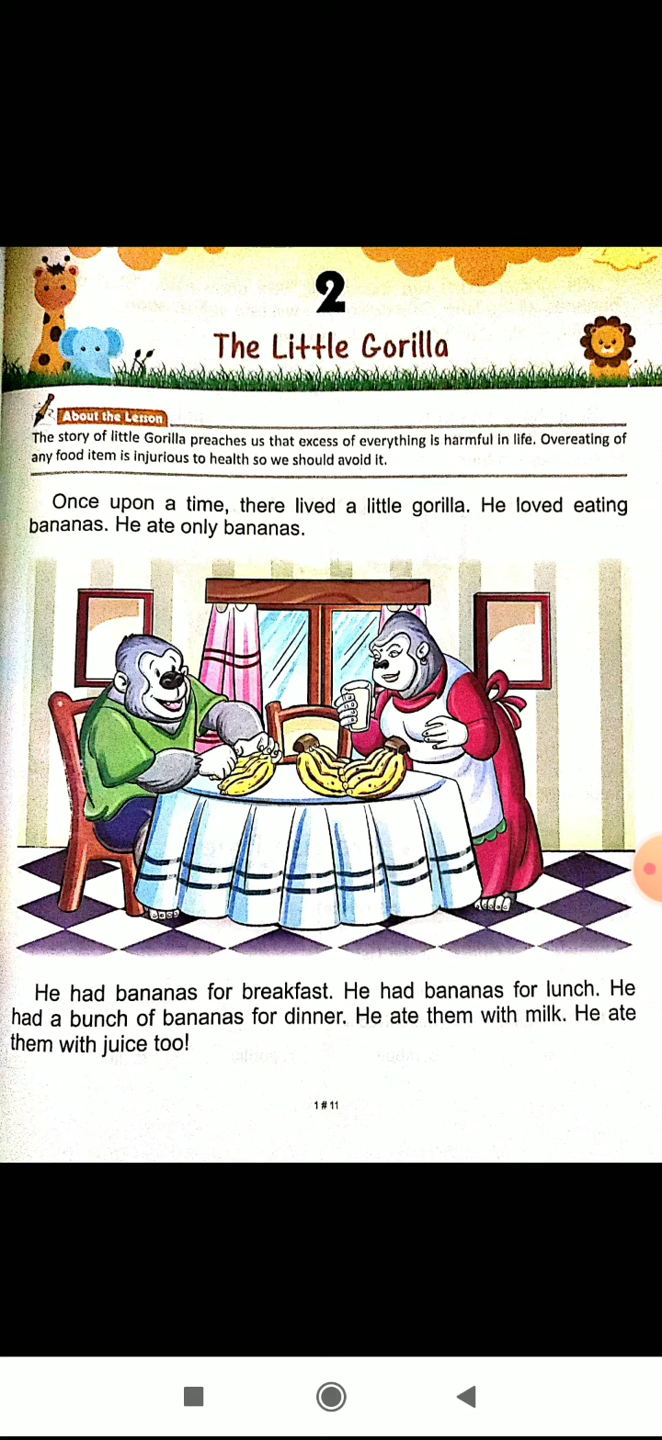 2
The Little Gorilla
About the Lesson
The story of little Gorilla preaches us that excess of everything is harmful in life. Overeating of
any food item is injurious to health so we should avoid it.
Once upon a time, there lived a little gorilla. He loved eating
bananas. He ate only bananas.
He had bananas for breakfast. He had bananas for lunch. He
had a bunch of bananas for dinner. He ate them with milk. He ate
them with juice too!
1#11